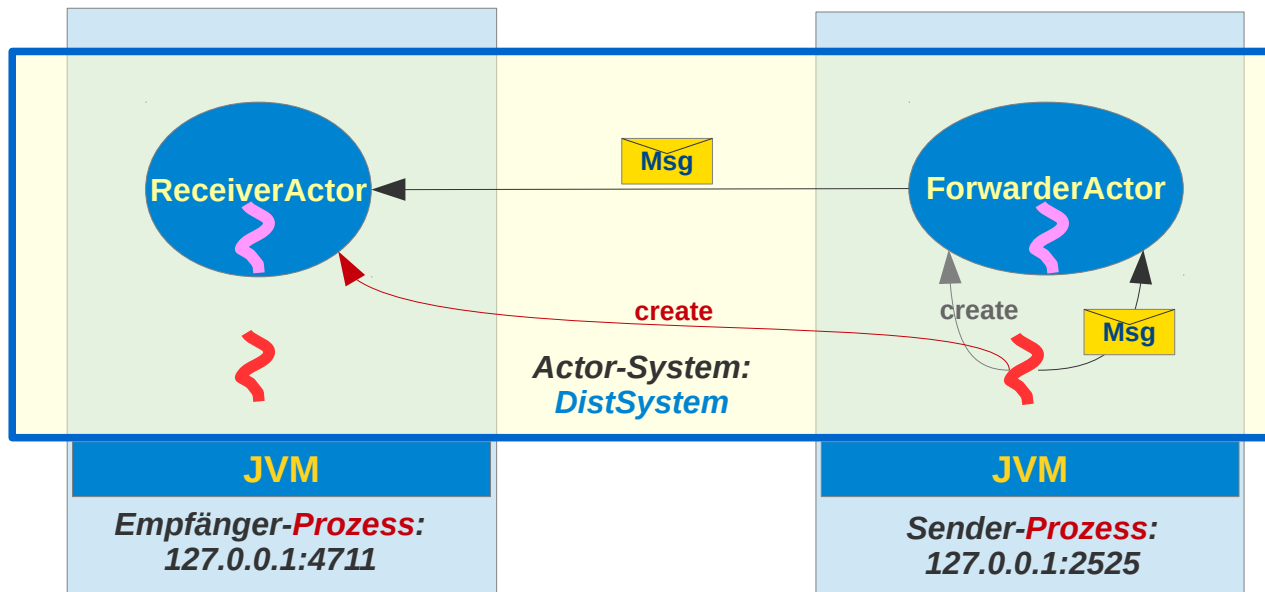 Msg
ReceiverActor
ForwarderActor
create
create
Msg
Actor-System:
DistSystem
JVM
JVM
Empfänger-Prozess:
127.0.0.1:4711
Sender-Prozess:
127.0.0.1:2525